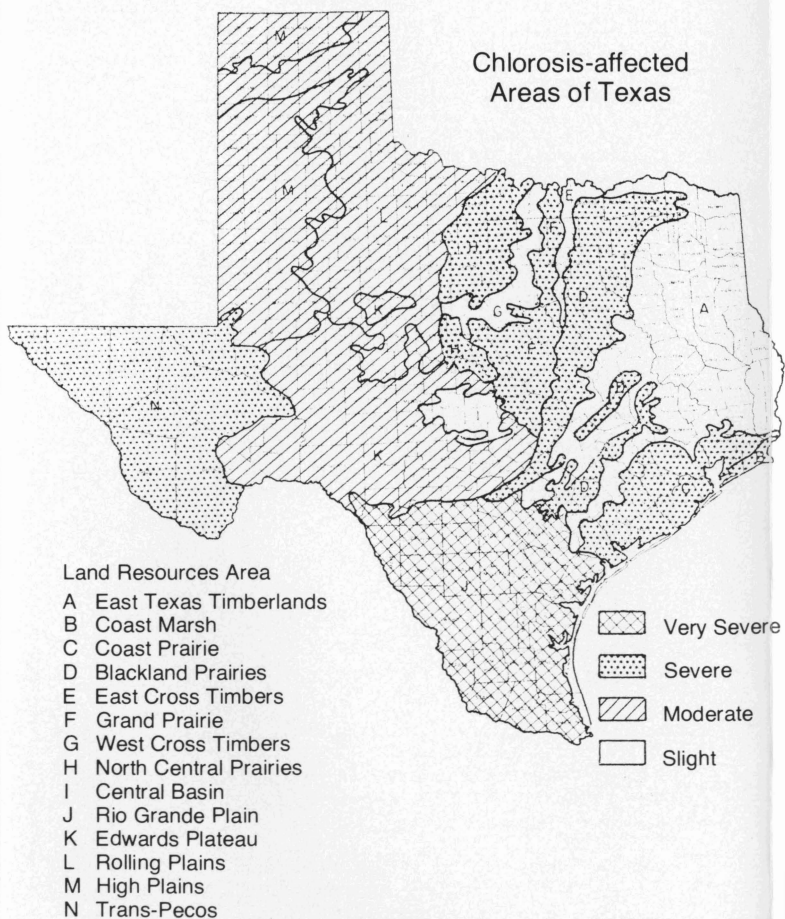 Chlorosis-affected
Areas of Texas
M
M
L
H
F
E
D
G
A
K
H
F
I
N
K
D
D
C
B
J
Land Resources Area
A East Texas Timberlands
B Coast Marsh
C Coast Prairie
D Blackland Prairies
E East Cross Timbers
F Grand Prairie
G West Cross Timbers
H North Central Prairies
I Central Basin
J Rio Grande Plain
K Edwards Plateau
L Rolling Plains
M High Plains
N Trans-Pecos
Very Severe
Severe
Moderate
Slight